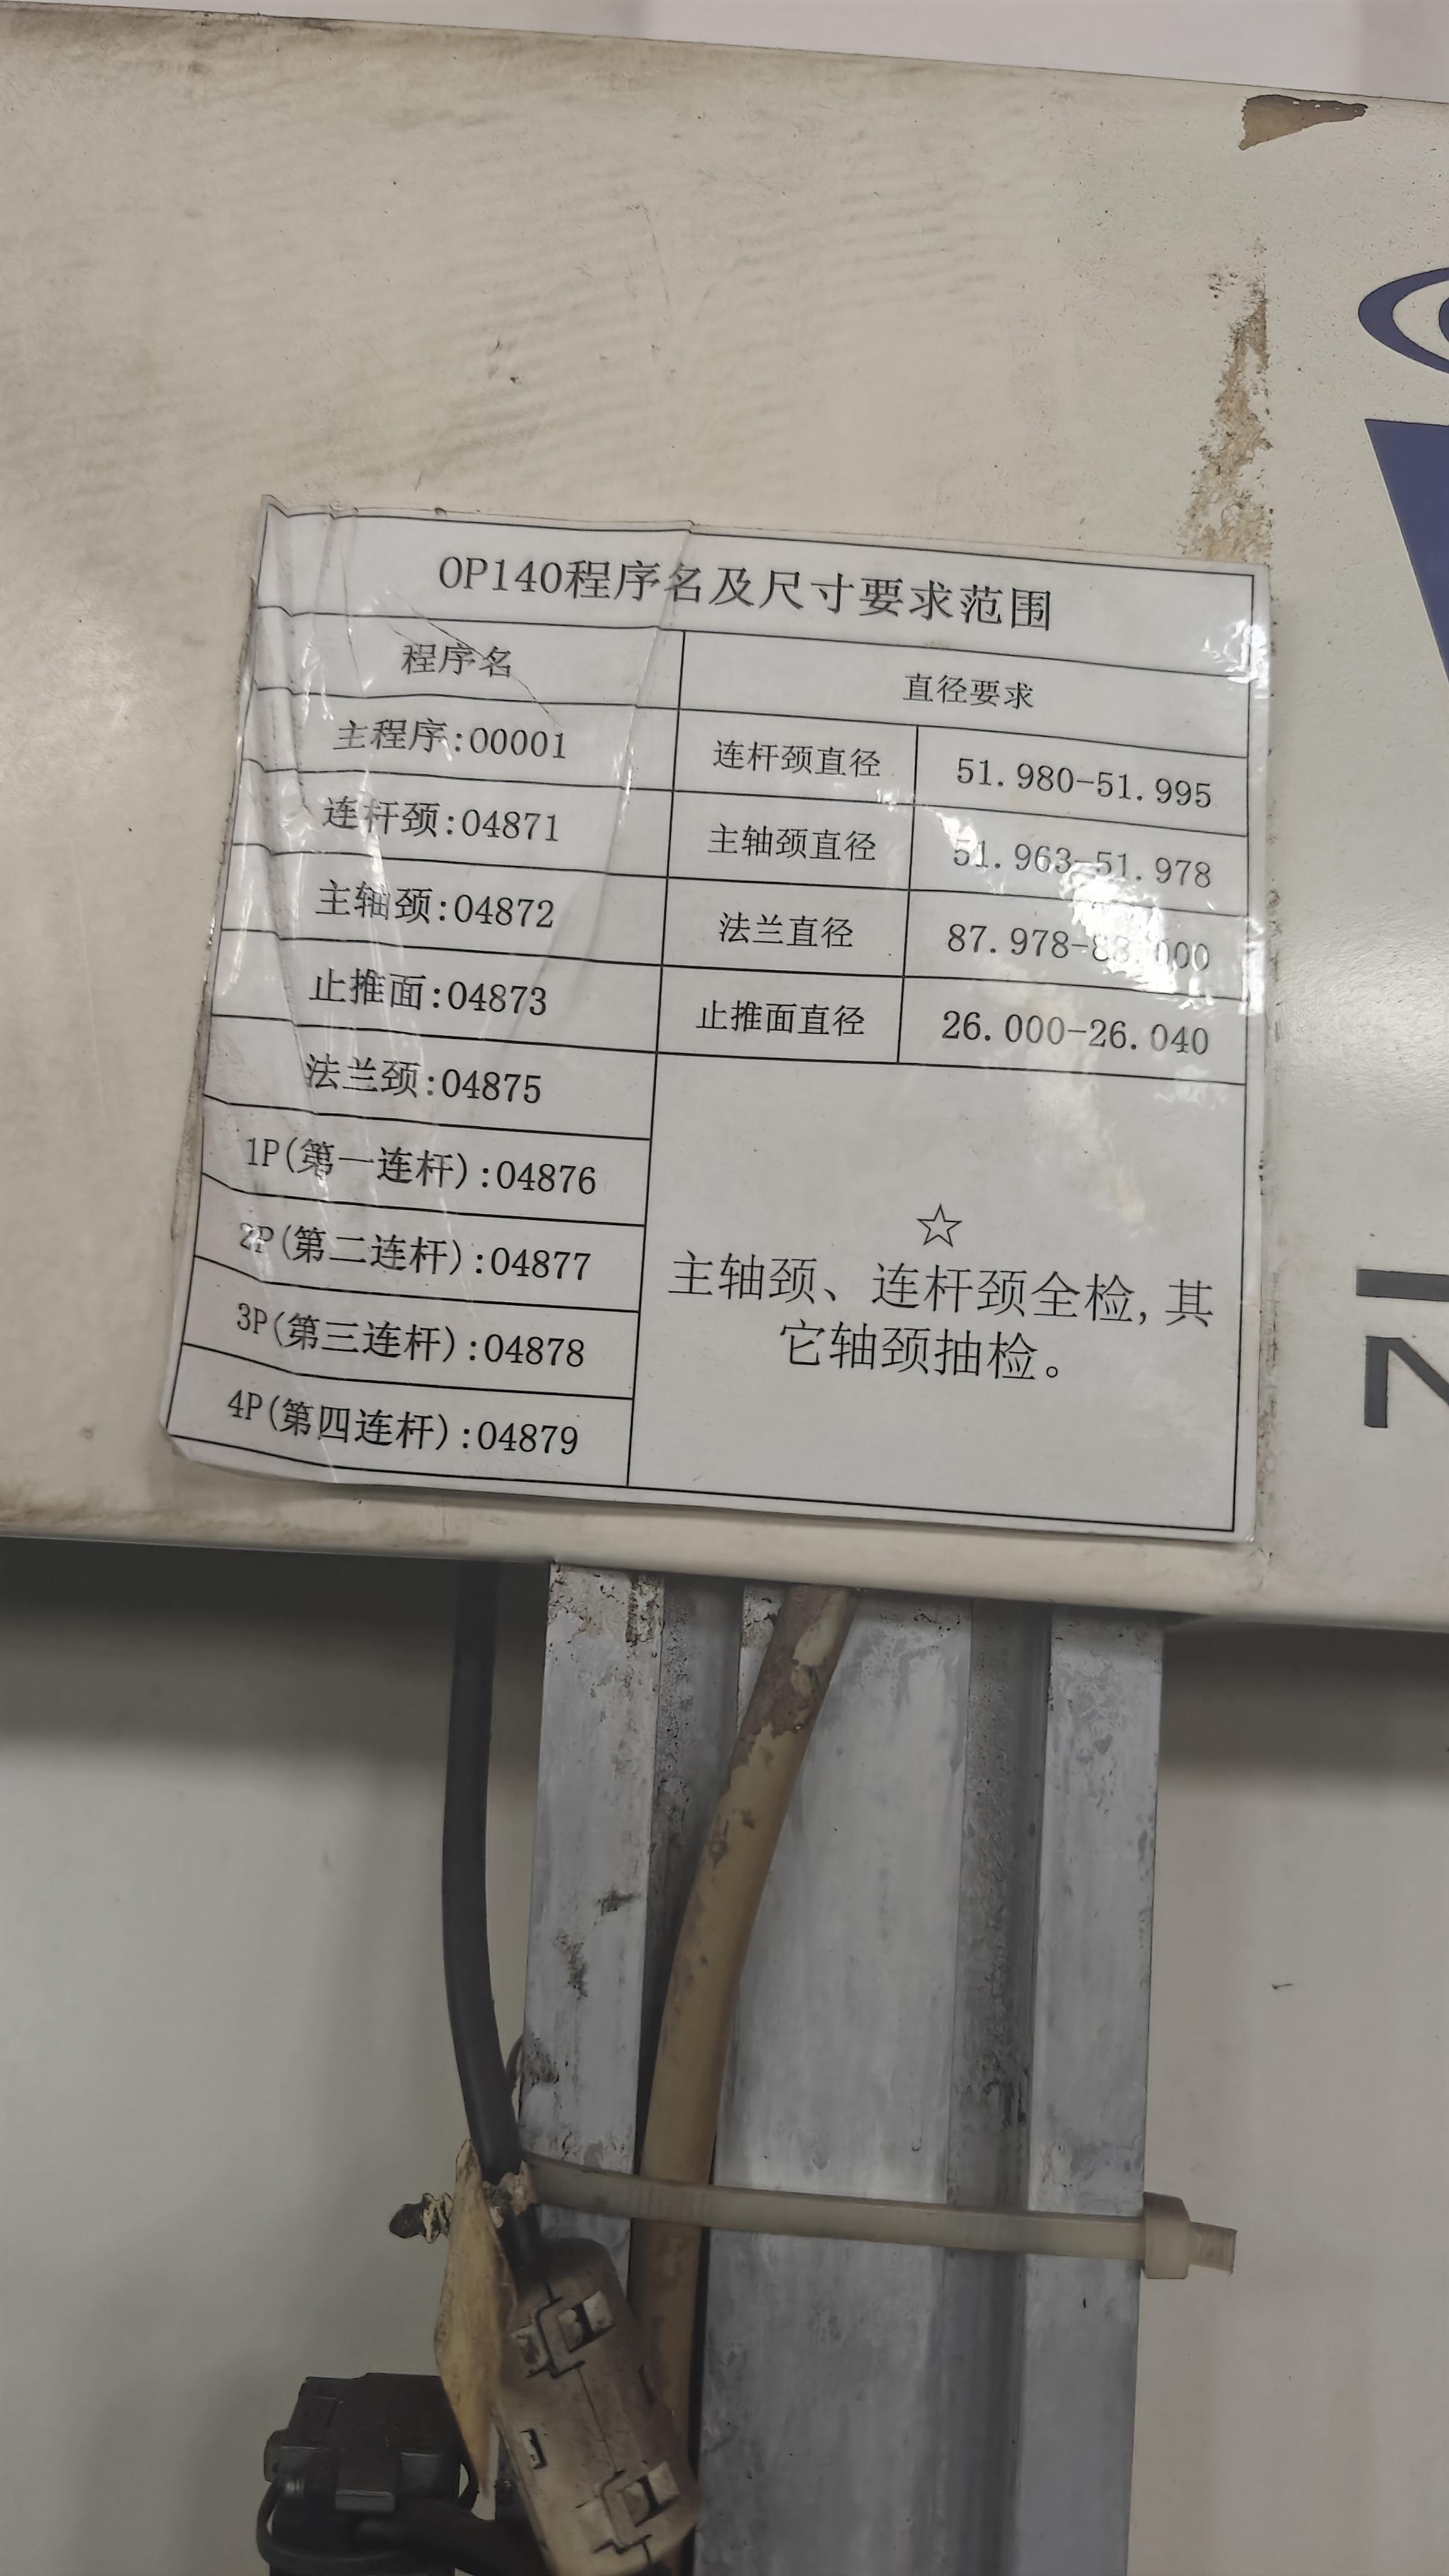 OP140程序名及尺寸要求范围
程序名
直径要求
主程序:O0001
连杆颈直径
51.980-51.995
连杆颈:O4871
主轴颈直径
51.963-51.978
主轴颈:O4872
法兰直径
87.978-88.000
止推面:O4873
止推面直径
26.000-26.040
法兰颈:O4875
1P(第一连杆):O4876
2P(第二连杆):O4877
3P(第三连杆):O4878
4P(第四连杆):O4879
☆
主轴颈、连杆颈全检,其
它轴颈抽检。